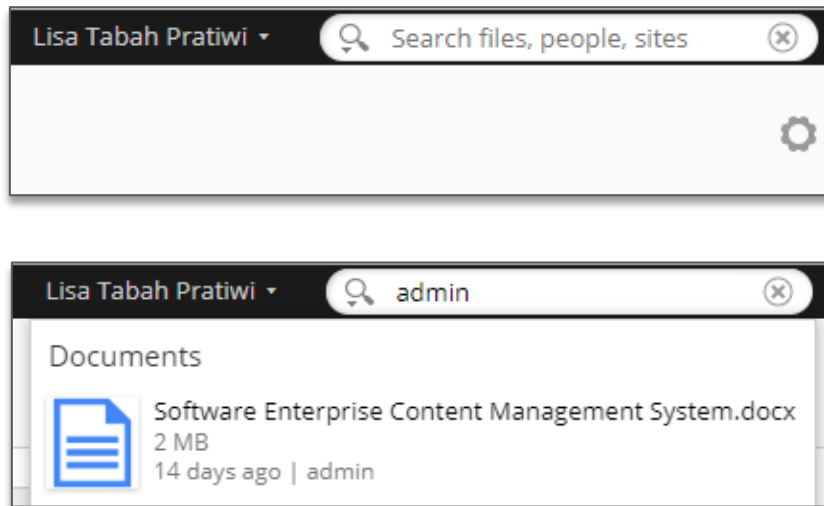 Lisa Tabah Pratiwi
Search files, people, sites
Lisa Tabah Pratiwi
admin
Documents
Software Enterprise Content Management System.docx
2 MB
14 days ago | admin